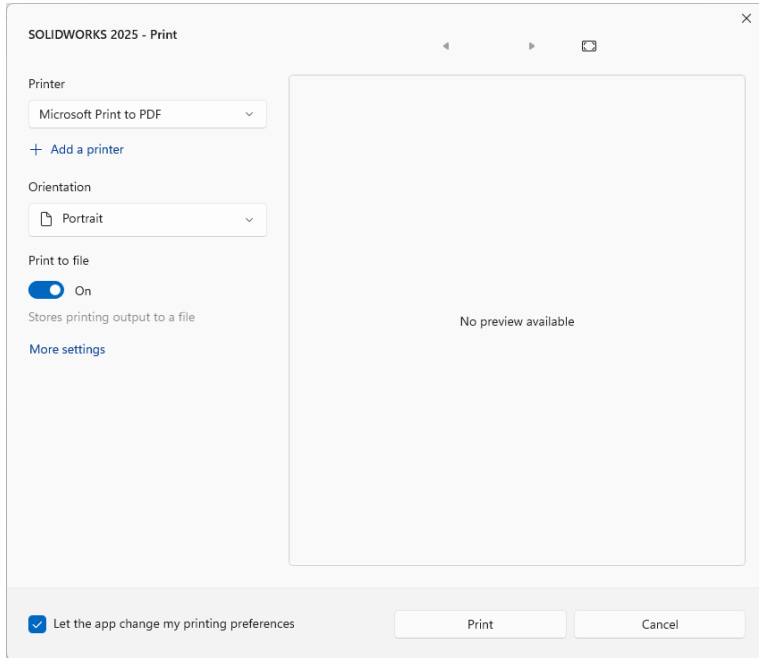 SOLIDWORKS 2025 - Print
Printer
Microsoft Print to PDF
Add a printer
Orientation
Portrait
Print to file
On
Stores printing output to a file
More settings
No preview available
Let the app change my printing preferences
Print
Cancel